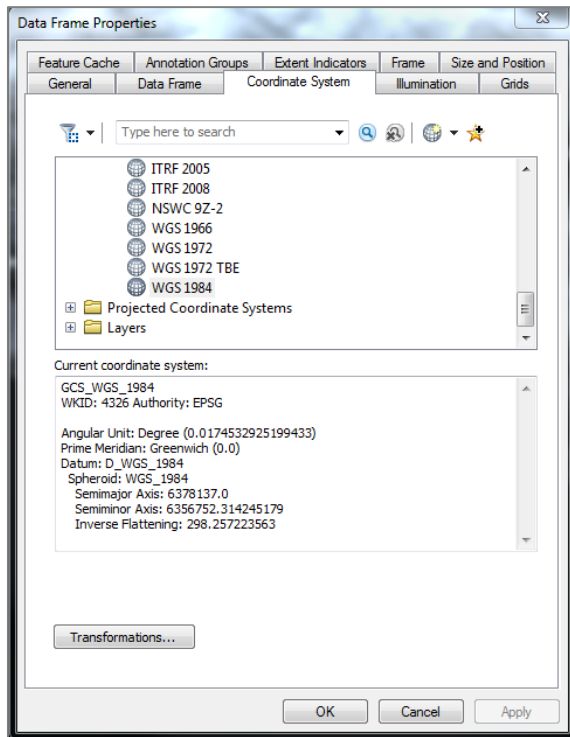 Data Frame Properties
Feature Cache Annotation Groups Extent Indicators Frame Size and Position
General Data Frame Coordinate System Illumination Grids
Type here to search
ITRF 2005
ITRF 2008
NSWC 9Z-2
WGS 1966
WGS 1972
WGS 1972 TBE
WGS 1984
Projected Coordinate Systems
Layers
Current coordinate system:
GCS_WGS_1984
WKID: 4326 Authority: EPSG
Angular Unit: Degree (0.0174532925199433)
Prime Meridian: Greenwich (0.0)
Datum: D_WGS_1984
Spheroid: WGS_1984
Semimajor Axis: 6378137.0
Semiminor Axis: 6356752.314245179
Inverse Flattening: 298.257223563
Transformations...
OK Cancel Apply